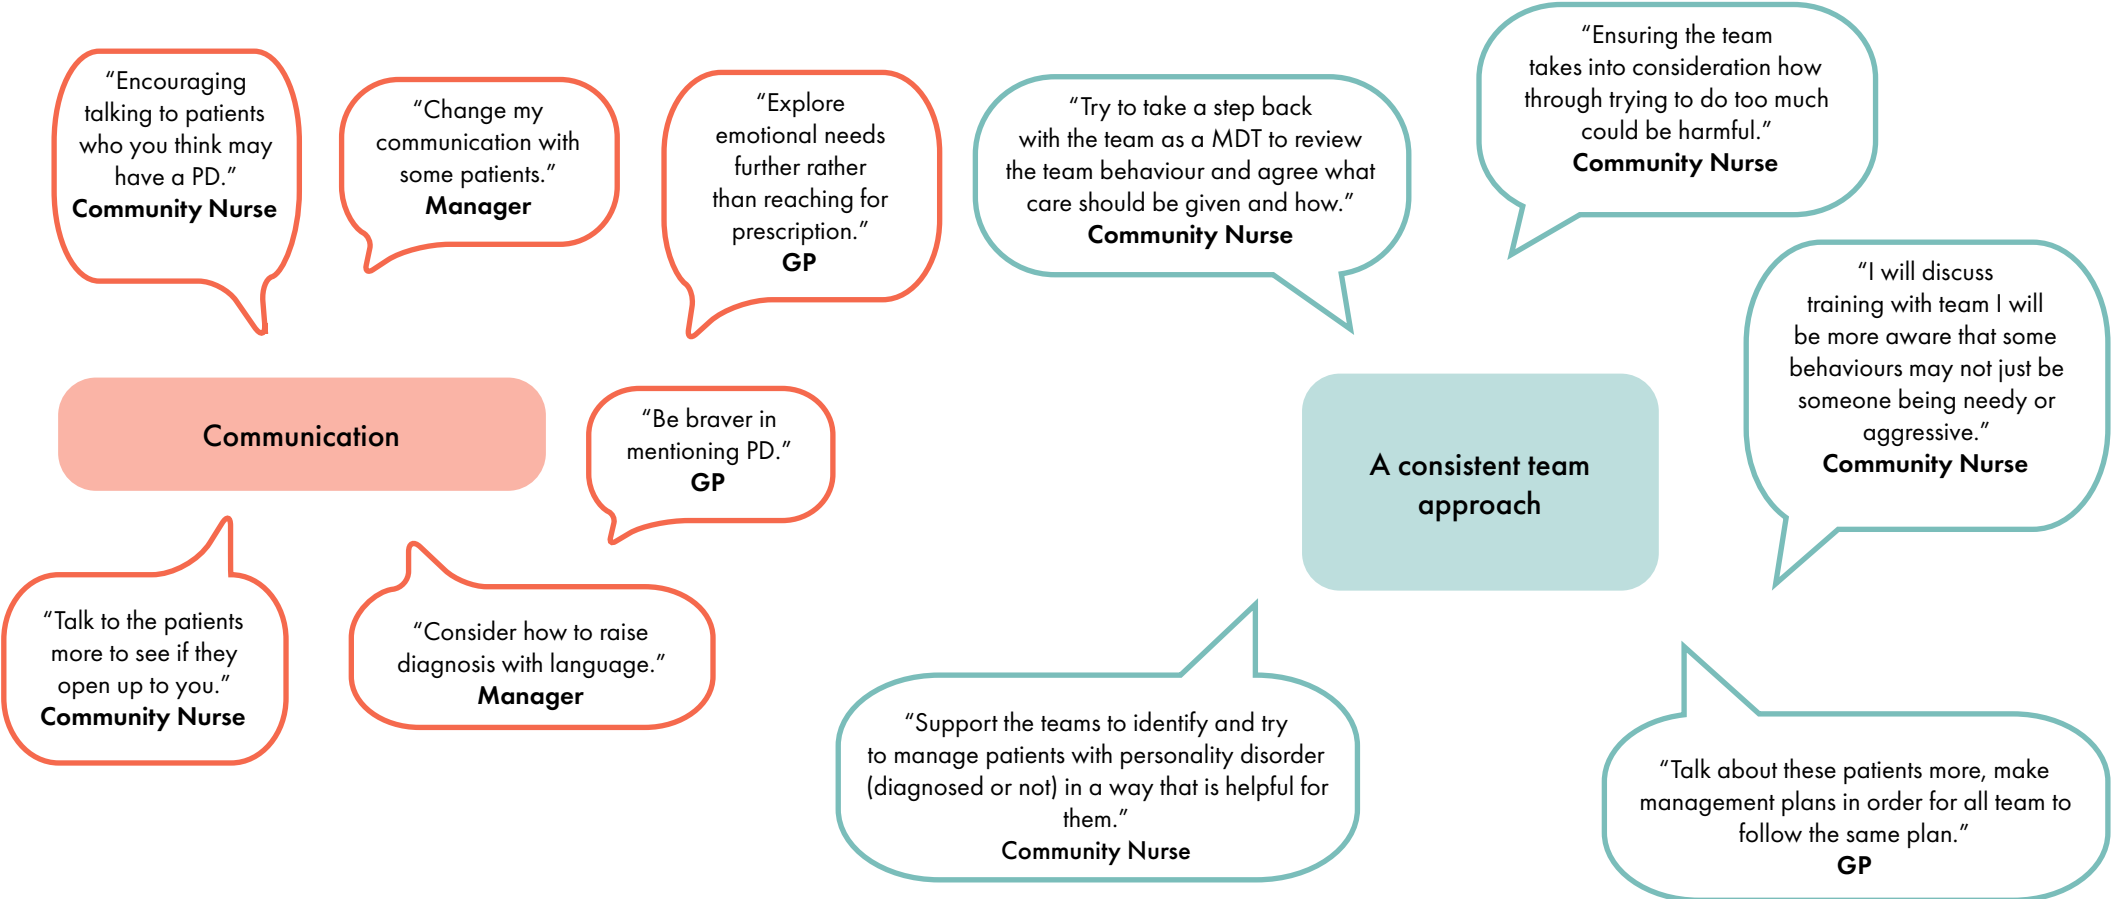 “Encouraging
talking to patients
who you think may
have a PD.”
Community Nurse
“Change my
communication with
some patients.”
Manager
“Explore
emotional needs
further rather
than reaching for
prescription.”
GP
Communication
“Be braver in
mentioning PD.”
GP
“Talk to the patients
more to see if they
open up to you.”
Community Nurse
“Consider how to raise
diagnosis with language.”
Manager
“Try to take a step back
with the team as a MDT to review
the team behaviour and agree what
care should be given and how.”
Community Nurse
“Ensuring the team
takes into consideration how
through trying to do too much
could be harmful.”
Community Nurse
“I will discuss
training with team I will
be more aware that some
behaviours may not just be
someone being needy or
aggressive.”
Community Nurse
A consistent team
approach
“Support the teams to identify and try
to manage patients with personality disorder
(diagnosed or not) in a way that is helpful for
them.”
Community Nurse
“Talk about these patients more, make
management plans in order for all team to
follow the same plan.”
GP